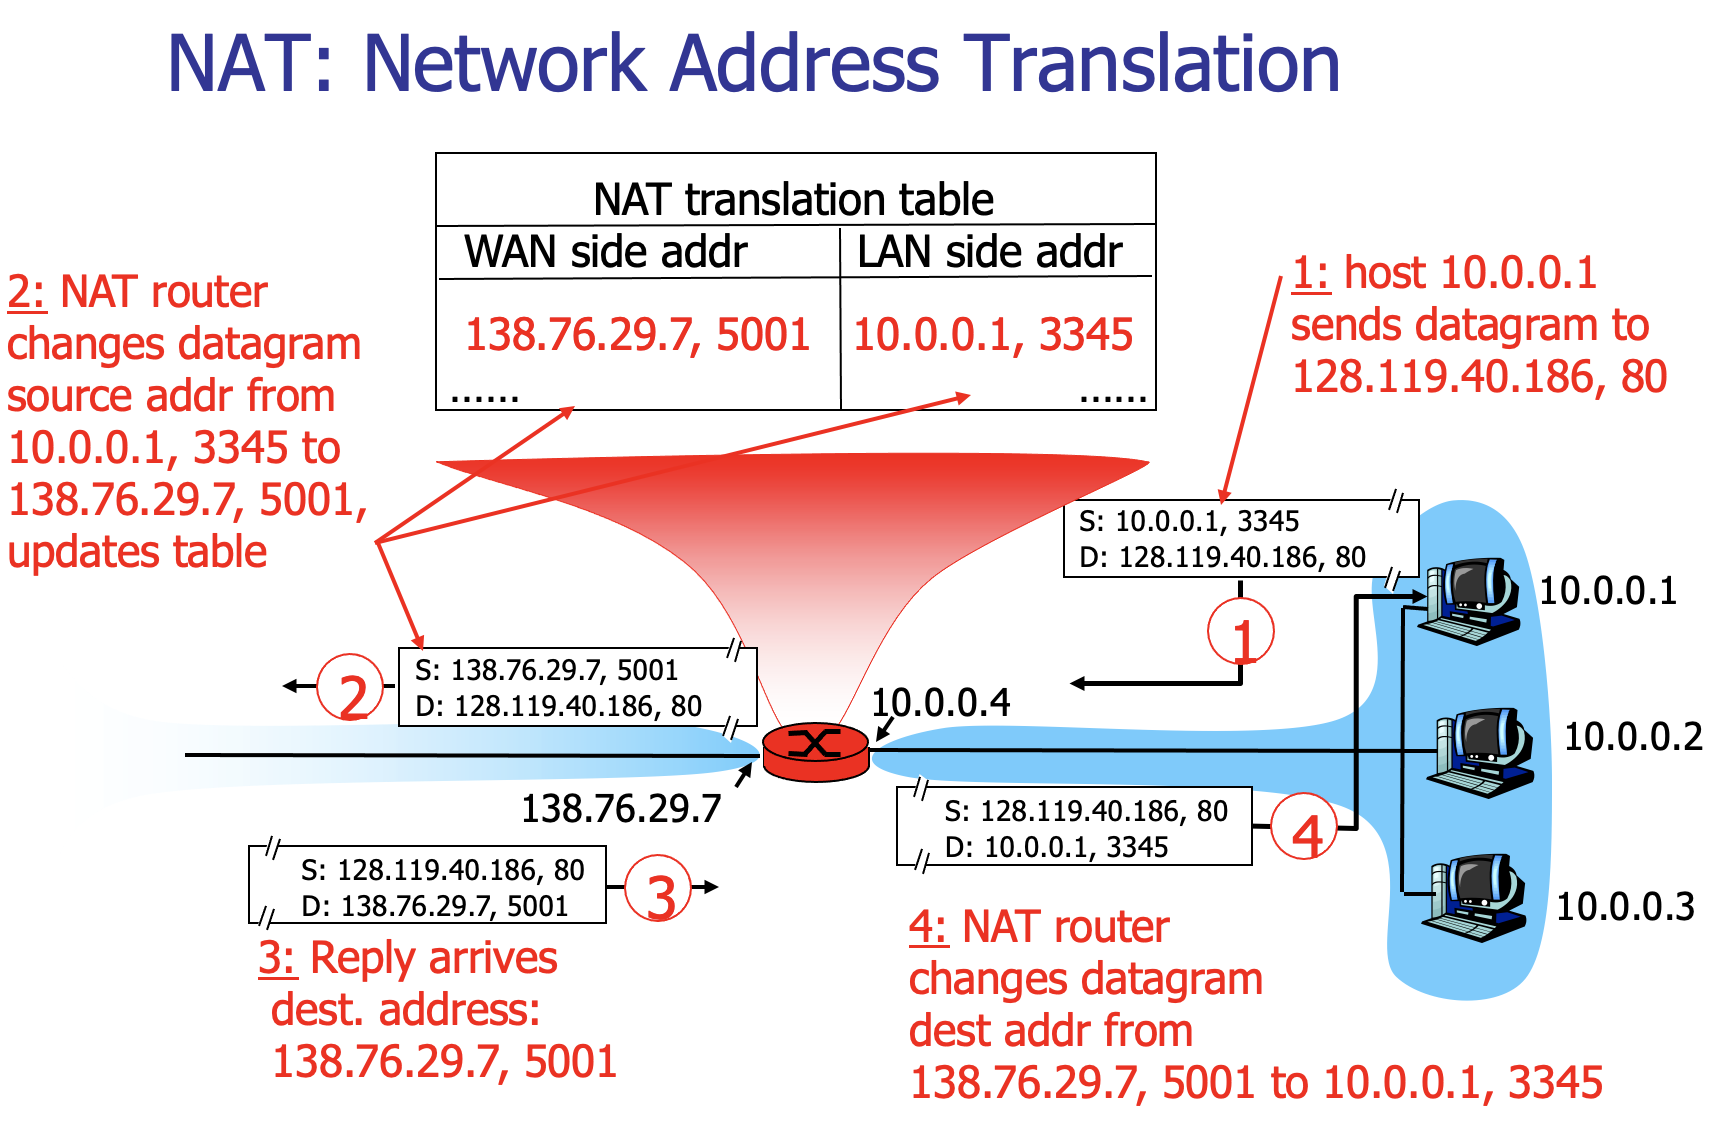 NAT: Network Address Translation
NAT translation table
WAN side addr
LAN side addr
138.76.29.7, 5001
10.0.0.1, 3345
......
......
1: host 10.0.0.1
sends datagram to
128.119.40.186, 80
2: NAT router
changes datagram
source addr from
10.0.0.1, 3345 to
138.76.29.7, 5001,
updates table
S: 10.0.0.1, 3345
D: 128.119.40.186, 80
1
10.0.0.1
S: 138.76.29.7, 5001
D: 128.119.40.186, 80
2
10.0.0.4
10.0.0.2
138.76.29.7
S: 128.119.40.186, 80
D: 10.0.0.1, 3345
4
S: 128.119.40.186, 80
D: 138.76.29.7, 5001
3
10.0.0.3
3: Reply arrives
dest. address:
138.76.29.7, 5001
4: NAT router
changes datagram
dest addr from
138.76.29.7, 5001 to 10.0.0.1, 3345